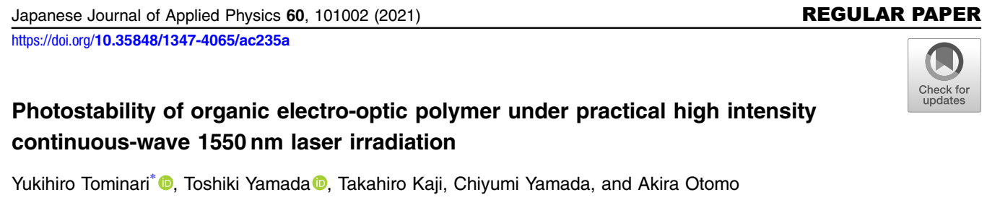 Japanese Journal of Applied Physics 60, 101002 (2021)
REGULAR PAPER
https://doi.org/10.35848/1347-4065/ac235a
Check for
updates
Photostability of organic electro-optic polymer under practical high intensity
continuous-wave 1550 nm laser irradiation
Yukihiro Tominari* iD, Toshiki Yamada iD, Takahiro Kaji, Chiyumi Yamada, and Akira Otomo